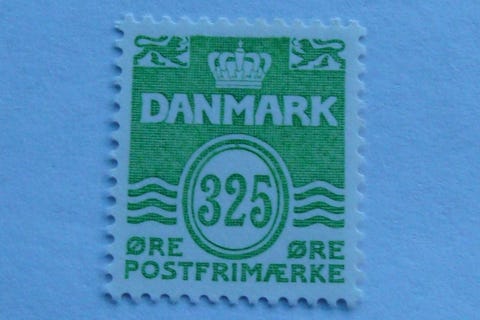 DANMARK
325
ØRE ØRE
POSTFRIMÆRKE